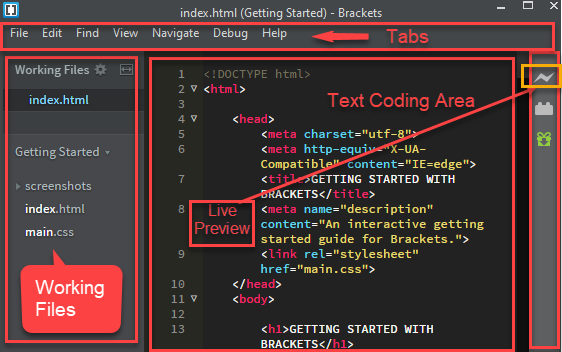 index.html (Getting Started) - Brackets
File Edit Find View Navigate Debug Help
Tabs
Working Files
index.html
Getting Started
screenshots
index.html
main.css
Working
Files
1 <!DOCTYPE html>
2 <html>
3
4 <head>
5 <meta charset="utf-8">
6 <meta http-equiv="X-UA-
Compatible" content="IE=edge">
7 <title>GETTING STARTED WITH
BRACKETS</title>
8 <meta name="description"
content="An interactive getting
started guide for Brackets.">
9 <link rel="stylesheet"
href="main.css">
10 </head>
11 <body>
12
13 <h1>GETTING STARTED WITH
BRACKETS</h1>
Text Coding Area
Live
Preview